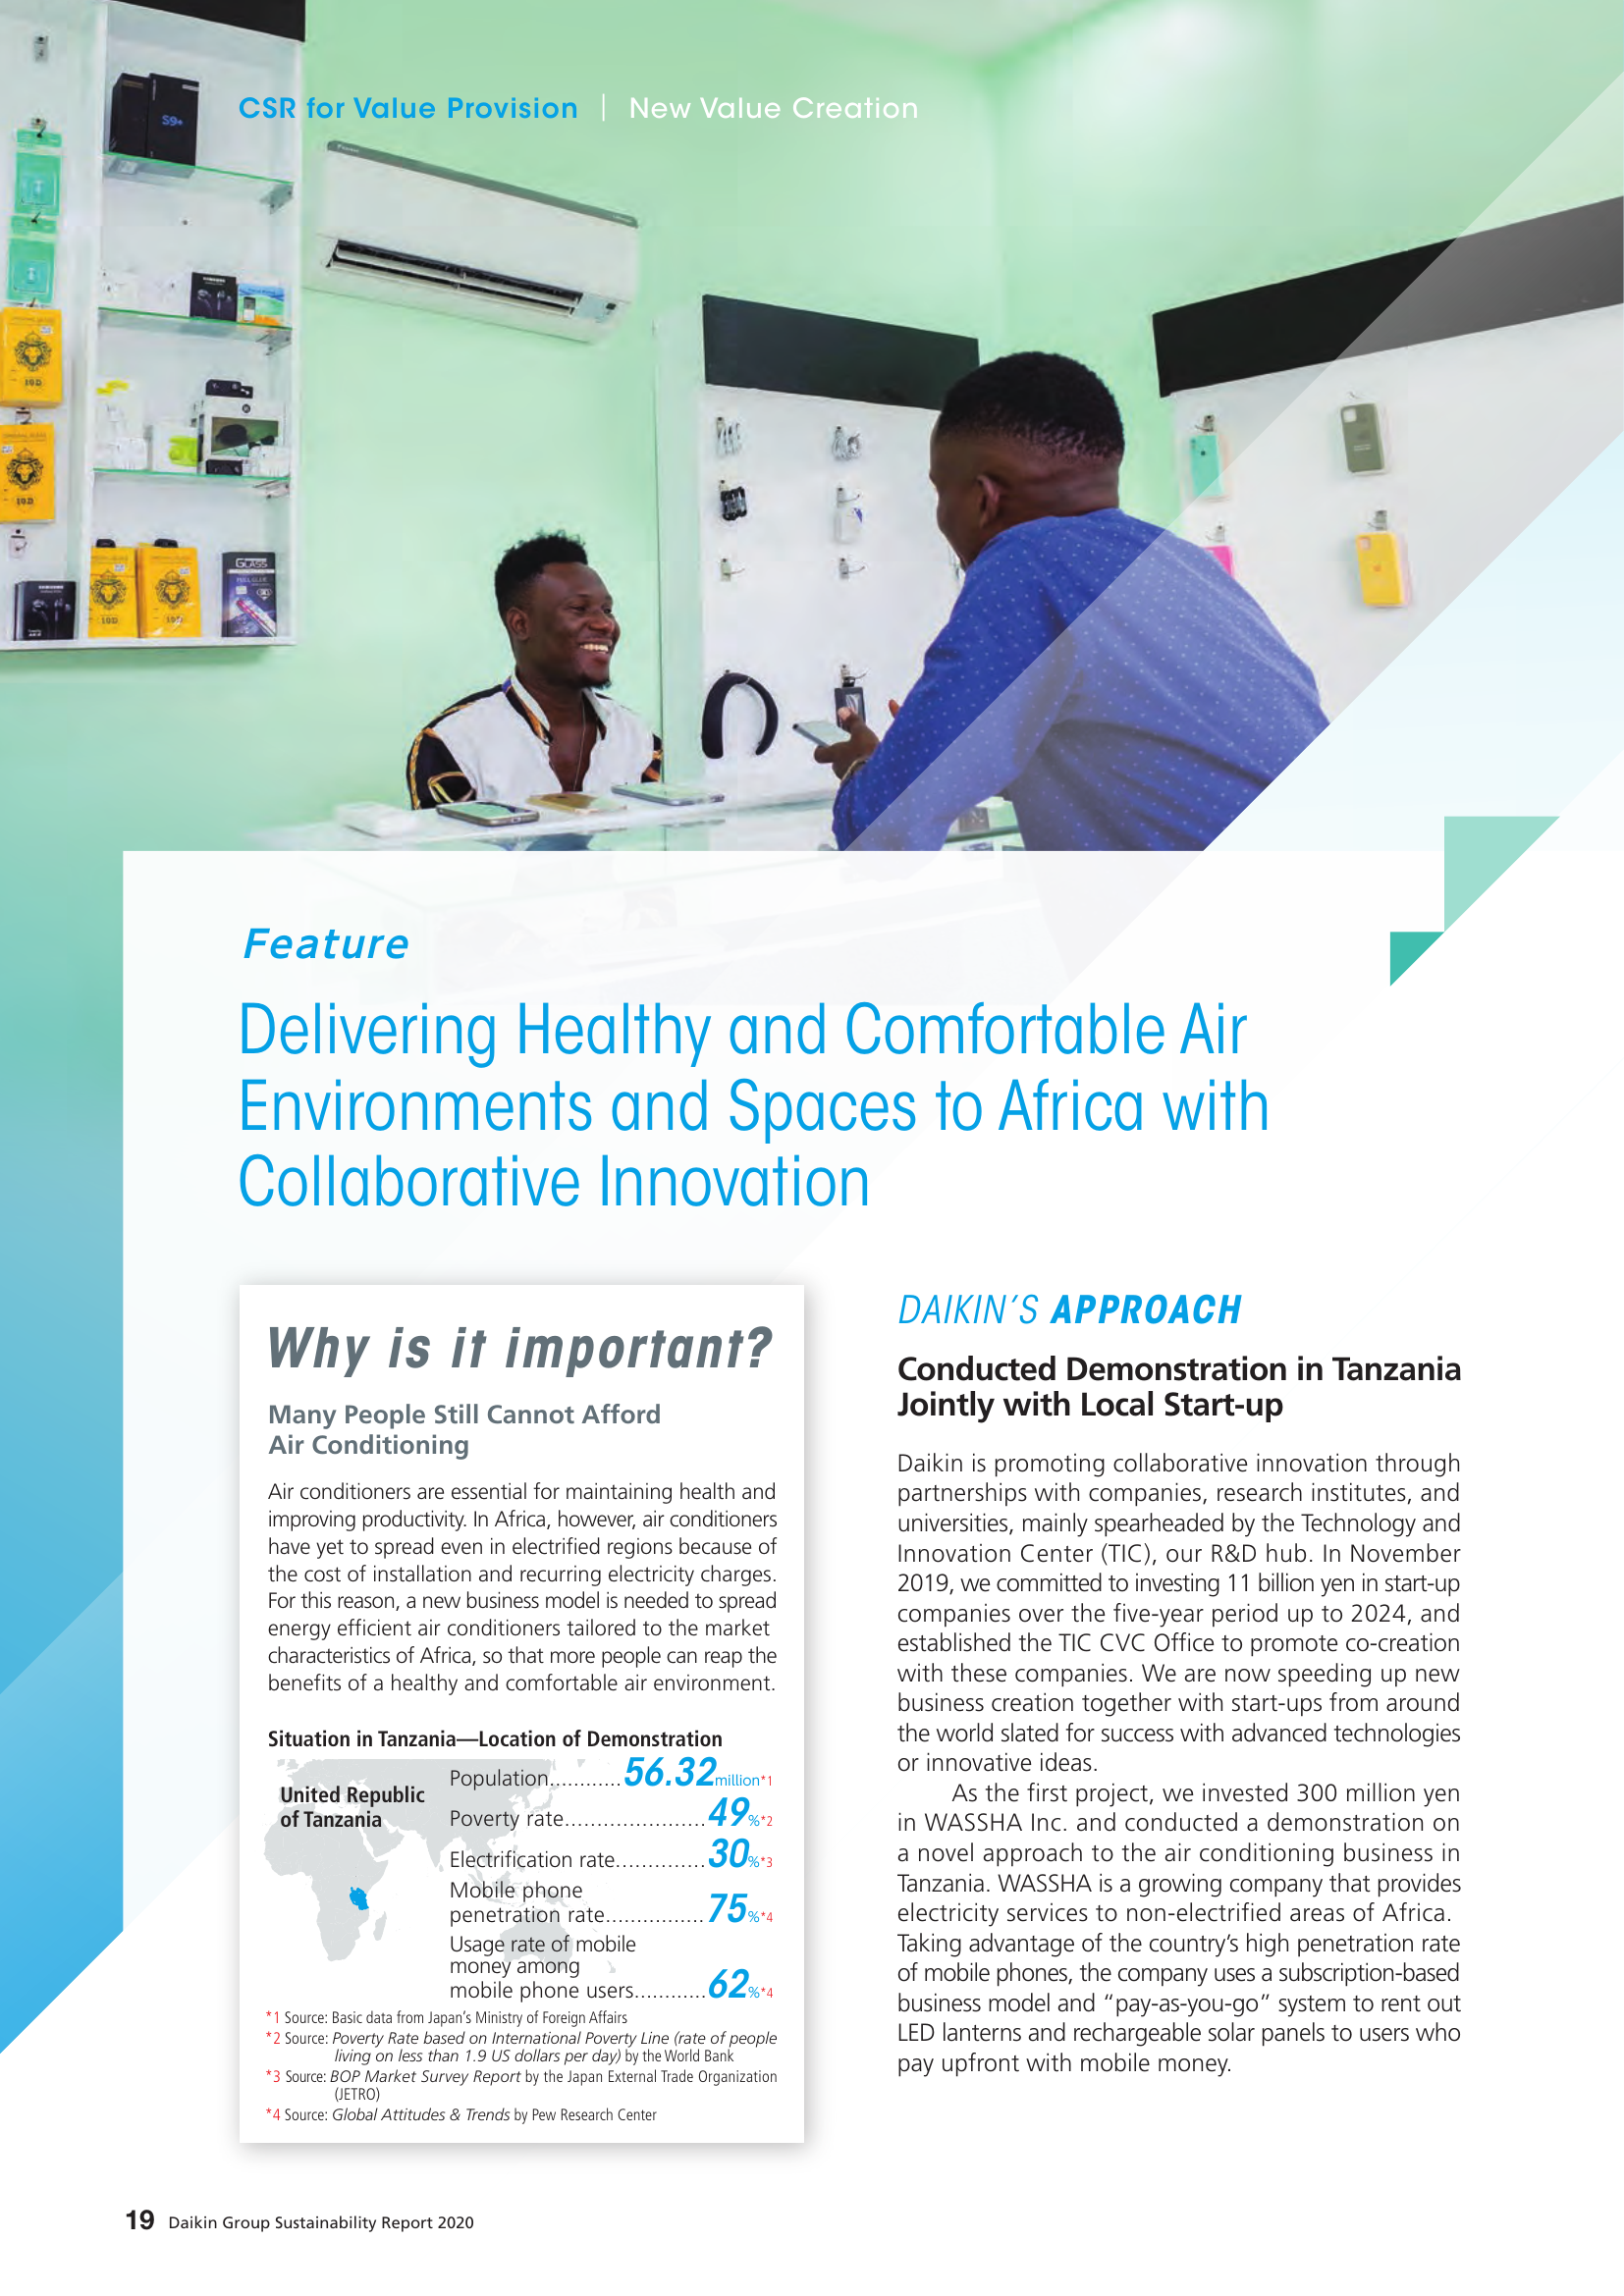 CSR for Value Provision | New Value Creation
S9+
SAMSUNG
10D
10D
10D
10D
GLASS
FULL GLUE
SAMSUNG
Feature
Delivering Healthy and Comfortable Air
Environments and Spaces to Africa with
Collaborative Innovation
Why is it important?
Many People Still Cannot Afford
Air Conditioning
Air conditioners are essential for maintaining health and
improving productivity. In Africa, however, air conditioners
have yet to spread even in electrified regions because of
the cost of installation and recurring electricity charges.
For this reason, a new business model is needed to spread
energy efficient air conditioners tailored to the market
characteristics of Africa, so that more people can reap the
benefits of a healthy and comfortable air environment.
Situation in Tanzania—Location of Demonstration
United Republic
of Tanzania
Population............56.32million*1
Poverty rate......................49%*2
Electrification rate..............30%*3
Mobile phone
penetration rate................75%*4
Usage rate of mobile
money among
mobile phone users............62%*4
*1 Source: Basic data from Japan's Ministry of Foreign Affairs
*2 Source: Poverty Rate based on International Poverty Line (rate of people
living on less than 1.9 US dollars per day) by the World Bank
*3 Source: BOP Market Survey Report by the Japan External Trade Organization
(JETRO)
*4 Source: Global Attitudes & Trends by Pew Research Center
DAIKIN'S APPROACH
Conducted Demonstration in Tanzania
Jointly with Local Start-up
Daikin is promoting collaborative innovation through
partnerships with companies, research institutes, and
universities, mainly spearheaded by the Technology and
Innovation Center (TIC), our R&D hub. In November
2019, we committed to investing 11 billion yen in start-up
companies over the five-year period up to 2024, and
established the TIC CVC Office to promote co-creation
with these companies. We are now speeding up new
business creation together with start-ups from around
the world slated for success with advanced technologies
or innovative ideas.
As the first project, we invested 300 million yen
in WASSHA Inc. and conducted a demonstration on
a novel approach to the air conditioning business in
Tanzania. WASSHA is a growing company that provides
electricity services to non-electrified areas of Africa.
Taking advantage of the country's high penetration rate
of mobile phones, the company uses a subscription-based
business model and “pay-as-you-go” system to rent out
LED lanterns and rechargeable solar panels to users who
pay upfront with mobile money.
19 Daikin Group Sustainability Report 2020